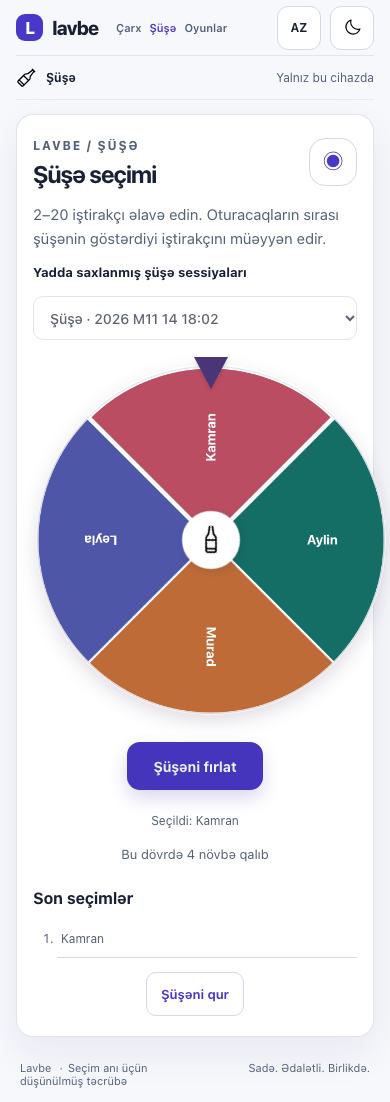 L lavbe Çarx Şüşə Oyunlar AZ
Şüşə Yalnız bu cihazda
LAVBE / ŞÜŞƏ
Şüşə seçimi
2–20 iştirakçı əlavə edin. Oturacaqların sırası
şüşənin göstərdiyi iştirakçını müəyyən edir.
Yadda saxlanmış şüşə sessiyaları
Şüşə · 2026 M11 14 18:02
Kamran
Leyla
Aylin
Murad
Şüşəni fırlat
Seçildi: Kamran
Bu dövrdə 4 növbə qalıb
Son seçimlər
1. Kamran
Şüşəni qur
Lavbe · Seçim anı üçün
düşünülmüş təcrübə
Sadə. Ədalətli. Birlikdə.